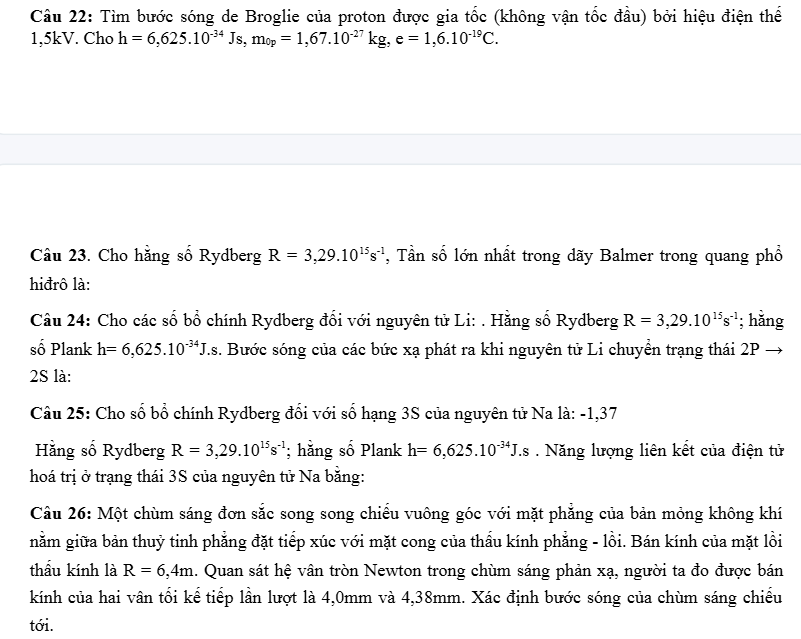 Câu 22: Tìm bước sóng de Broglie của proton được gia tốc (không vận tốc đầu) bởi hiệu điện thế
1,5kV. Cho h = 6,625.10⁻³⁴ Js, m₀ₚ = 1,67.10⁻²⁷ kg, e = 1,6.10⁻¹⁹C.
Câu 23. Cho hằng số Rydberg R = 3,29.10¹⁵s⁻¹, Tần số lớn nhất trong dãy Balmer trong quang phổ
hiđrô là:
Câu 24: Cho các số bổ chính Rydberg đối với nguyên tử Li: . Hằng số Rydberg R = 3,29.10¹⁵s⁻¹; hằng
số Plank h= 6,625.10⁻³⁴J.s. Bước sóng của các bức xạ phát ra khi nguyên tử Li chuyển trạng thái 2P →
2S là:
Câu 25: Cho số bổ chính Rydberg đối với số hạng 3S của nguyên tử Na là: -1,37
Hằng số Rydberg R = 3,29.10¹⁵s⁻¹; hằng số Plank h= 6,625.10⁻³⁴J.s . Năng lượng liên kết của điện tử
hoá trị ở trạng thái 3S của nguyên tử Na bằng:
Câu 26: Một chùm sáng đơn sắc song song chiếu vuông góc với mặt phẳng của bản mỏng không khí
nằm giữa bản thuỷ tinh phẳng đặt tiếp xúc với mặt cong của thấu kính phẳng - lồi. Bán kính của mặt lồi
thấu kính là R = 6,4m. Quan sát hệ vân tròn Newton trong chùm sáng phản xạ, người ta đo được bán
kính của hai vân tối kế tiếp lần lượt là 4,0mm và 4,38mm. Xác định bước sóng của chùm sáng chiếu
tới.